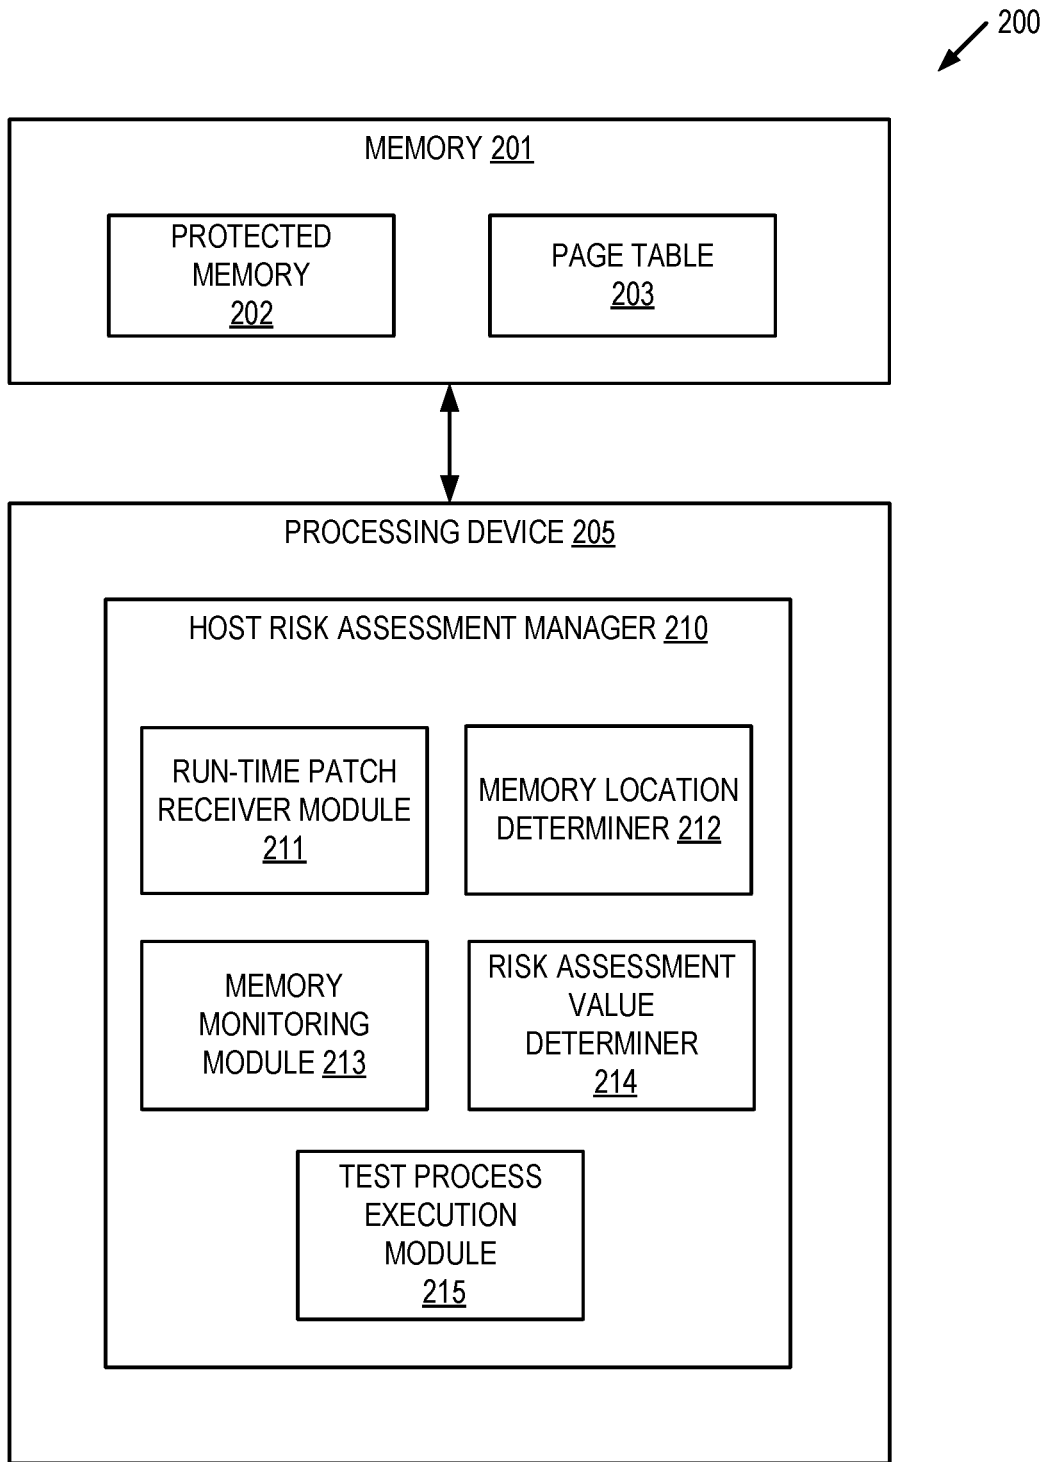 200
MEMORY 201
PROTECTED
MEMORY
202
PAGE TABLE
203
PROCESSING DEVICE 205
HOST RISK ASSESSMENT MANAGER 210
RUN-TIME PATCH
RECEIVER MODULE
211
MEMORY LOCATION
DETERMINER 212
MEMORY
MONITORING
MODULE 213
RISK ASSESSMENT
VALUE
DETERMINER
214
TEST PROCESS
EXECUTION
MODULE
215